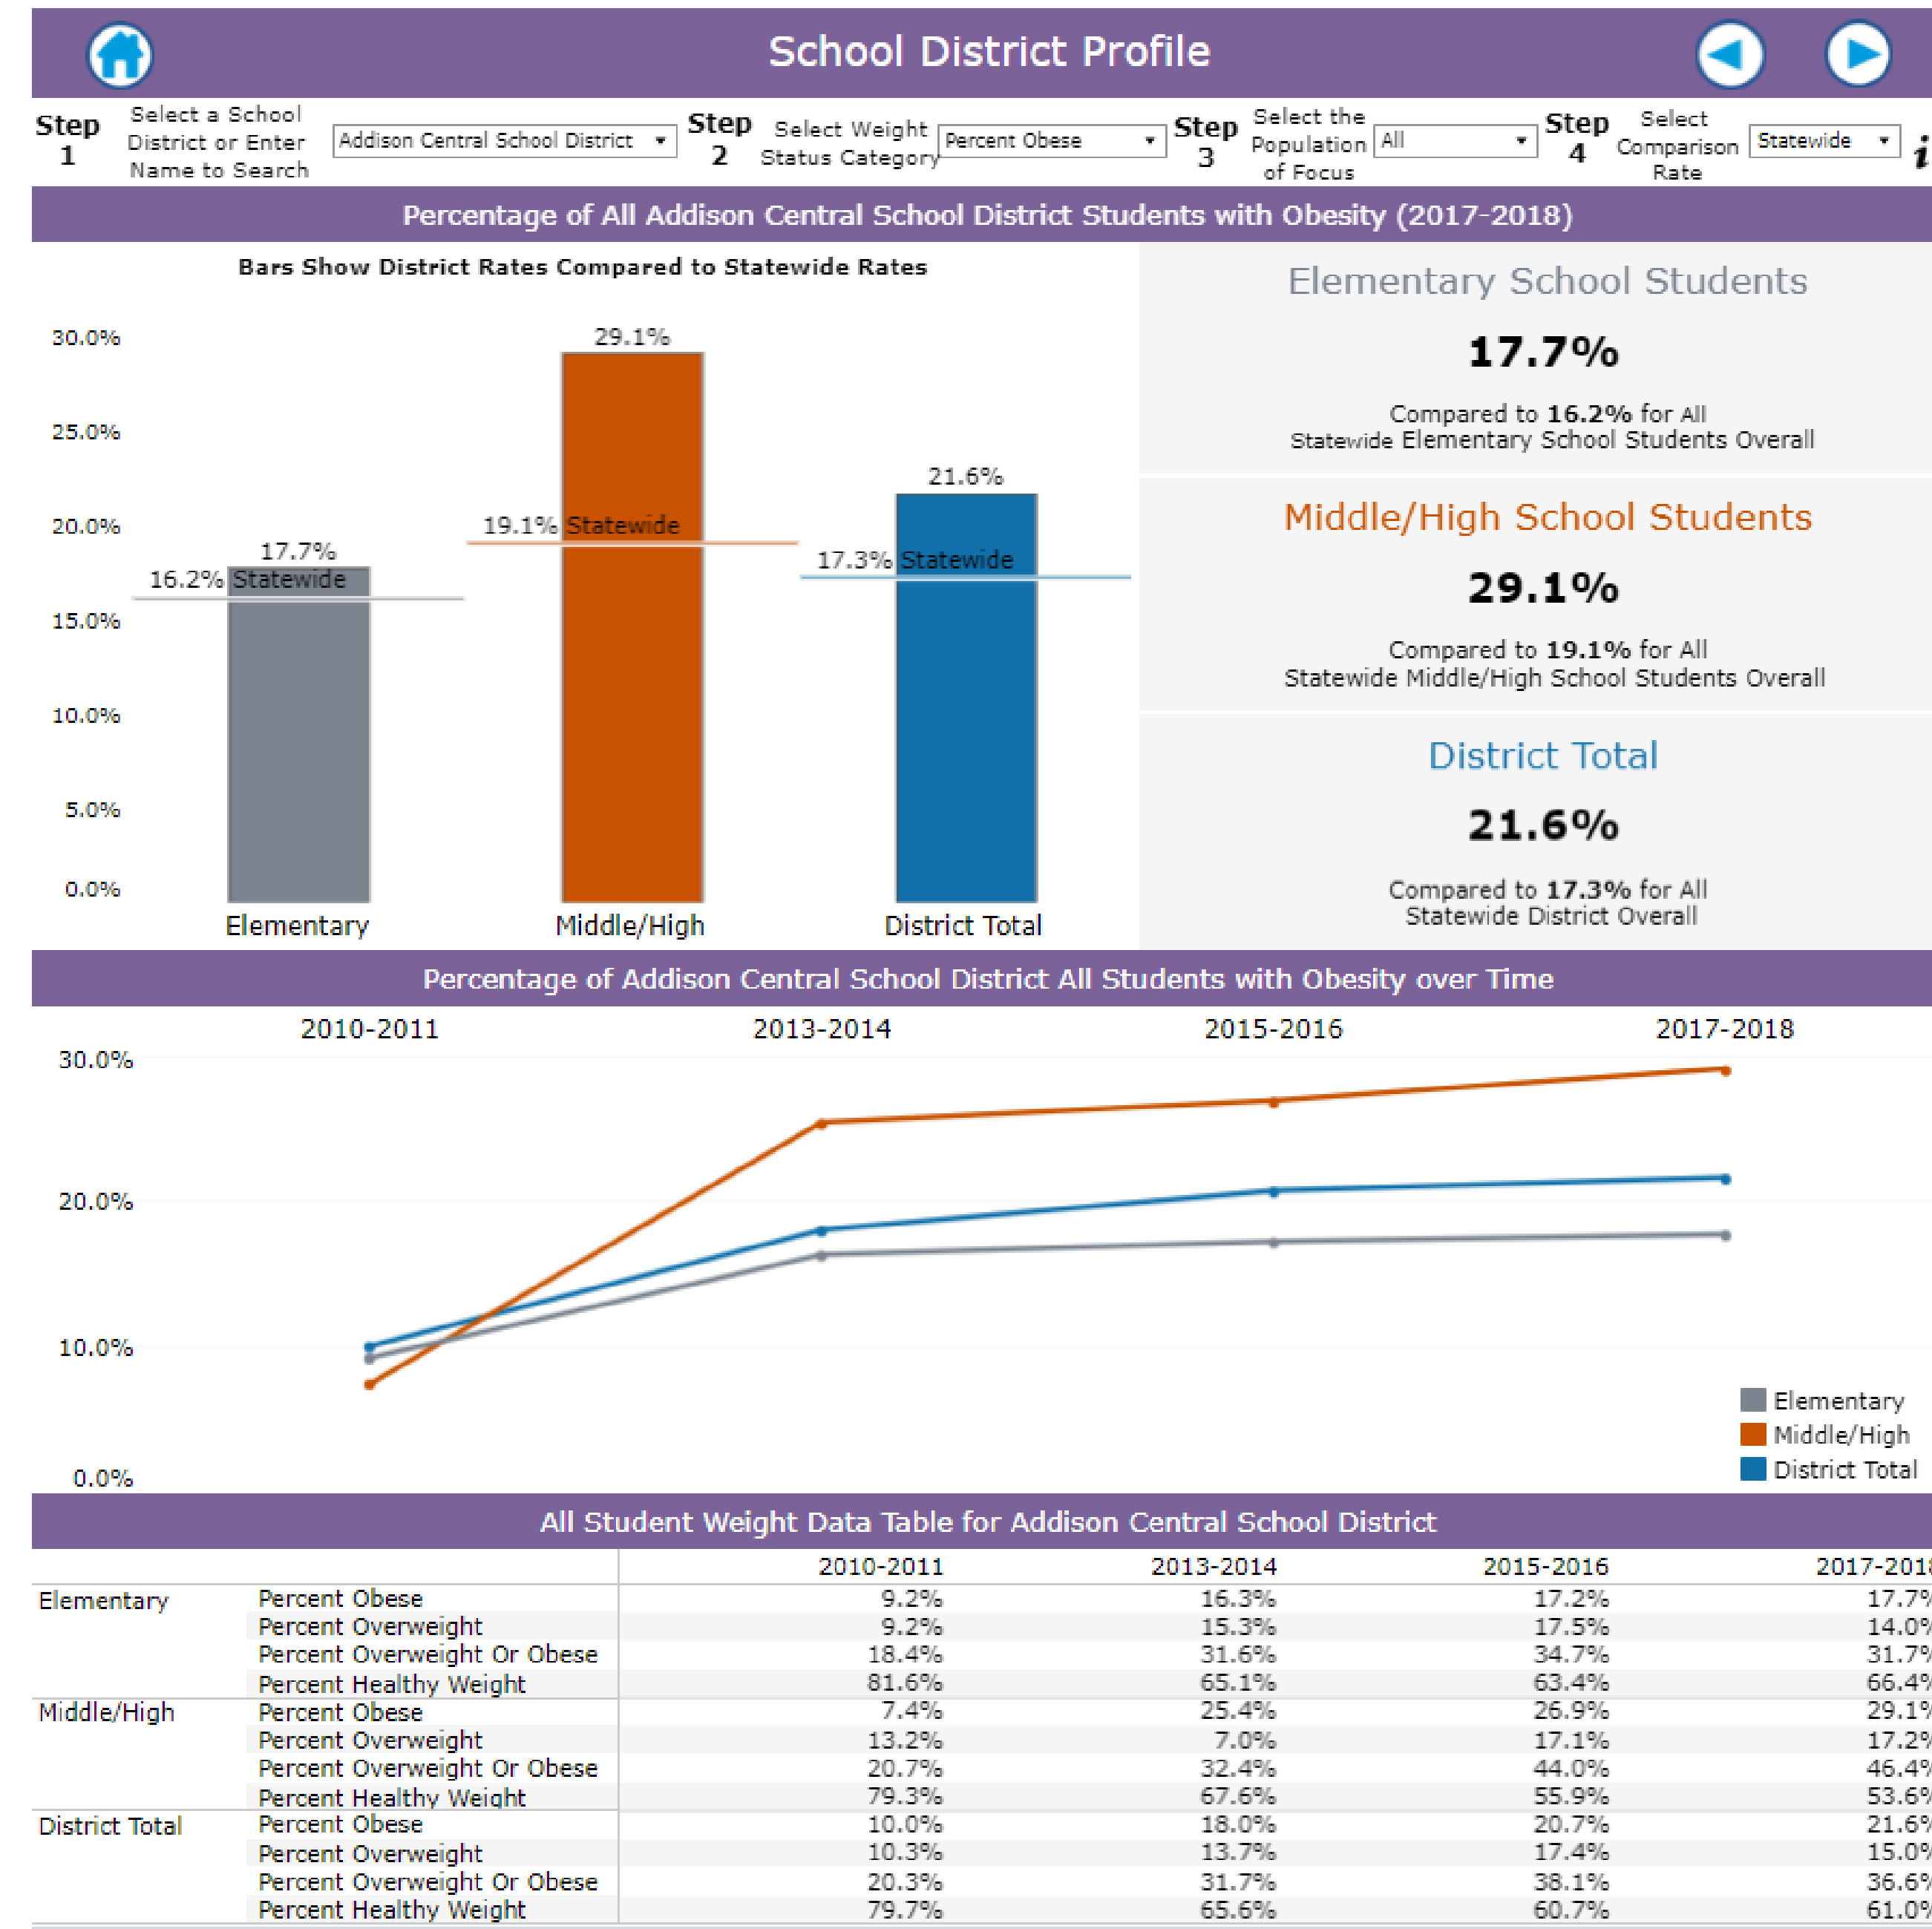 School District Profile
Step 1
Select a School District or Enter Name to Search
Addison Central School District
Step 2
Select Weight Status Category
Percent Obese
Step 3
Select the Population of Focus
All
Step 4
Select Comparison Rate
Statewide
i
Percentage of All Addison Central School District Students with Obesity (2017-2018)
Bars Show District Rates Compared to Statewide Rates
30.0%
25.0%
20.0%
15.0%
10.0%
5.0%
0.0%
17.7%
16.2% Statewide
29.1%
19.1% Statewide
21.6%
17.3% Statewide
Elementary
Middle/High
District Total
Elementary School Students
17.7%
Compared to 16.2% for All
Statewide Elementary School Students Overall
Middle/High School Students
29.1%
Compared to 19.1% for All
Statewide Middle/High School Students Overall
District Total
21.6%
Compared to 17.3% for All
Statewide District Overall
Percentage of Addison Central School District All Students with Obesity over Time
2010-2011 2013-2014 2015-2016 2017-2018
30.0%
20.0%
10.0%
0.0%
Elementary
Middle/High
District Total
All Student Weight Data Table for Addison Central School District
2010-2011 2013-2014 2015-2016 2017-2018
Elementary Percent Obese 9.2% 16.3% 17.2% 17.7%
Percent Overweight 9.2% 15.3% 17.5% 14.0%
Percent Overweight Or Obese 18.4% 31.6% 34.7% 31.7%
Percent Healthy Weight 81.6% 65.1% 63.4% 66.4%
Middle/High Percent Obese 7.4% 25.4% 26.9% 29.1%
Percent Overweight 13.2% 7.0% 17.1% 17.2%
Percent Overweight Or Obese 20.7% 32.4% 44.0% 46.4%
Percent Healthy Weight 79.3% 67.6% 55.9% 53.6%
District Total Percent Obese 10.0% 18.0% 20.7% 21.6%
Percent Overweight 10.3% 13.7% 17.4% 15.0%
Percent Overweight Or Obese 20.3% 31.7% 38.1% 36.6%
Percent Healthy Weight 79.7% 65.6% 60.7% 61.0%